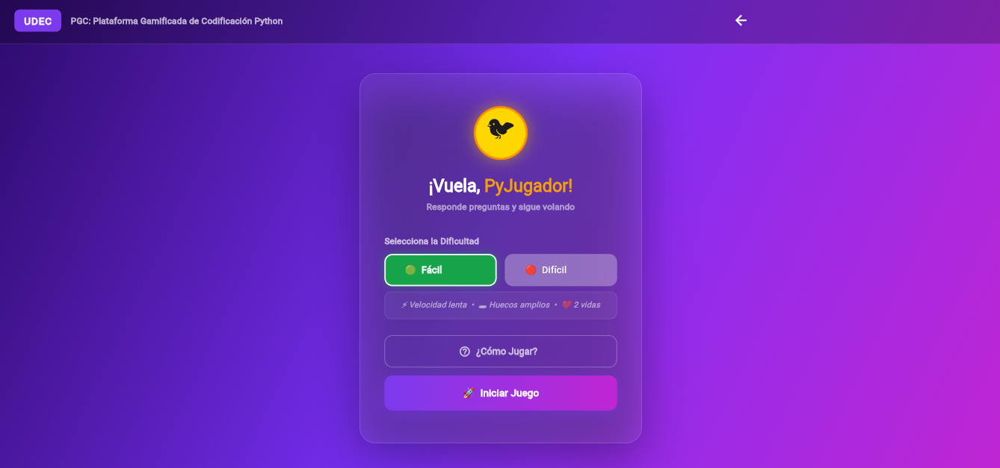 UDEC PGC: Plataforma Gamificada de Codificación Python
¡Vuela, PyJugador!
Responde preguntas y sigue volando
Selecciona la Dificultad
Fácil Difícil
Velocidad lenta • Huecos amplios • 2 vidas
¿Cómo Jugar?
Iniciar Juego